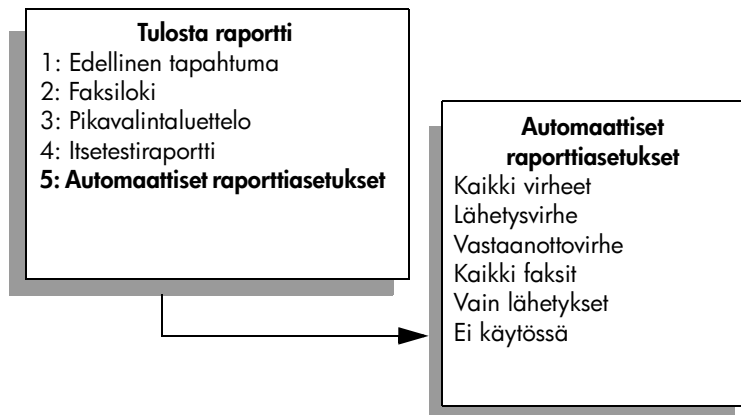 Tulosta raportti
1: Edellinen tapahtuma
2: Faksiloki
3: Pikavalintaluettelo
4: Itsetestiraportti
5: Automaattiset raporttiasetukset
Automaattiset
raporttiasetukset
Kaikki virheet
Lähetysvirhe
Vastaanottovirhe
Kaikki faksit
Vain lähetykset
Ei käytössä